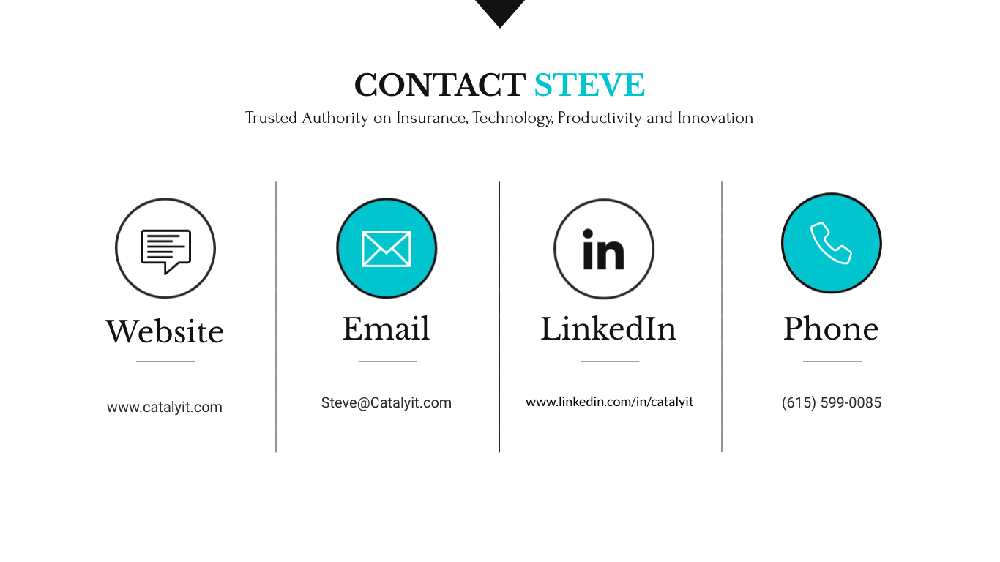 CONTACT STEVE
Trusted Authority on Insurance, Technology, Productivity and Innovation
in
Website
www.catalyit.com
Email
Steve@Catalyit.com
LinkedIn
www.linkedin.com/in/catalyit
Phone
(615) 599-0085